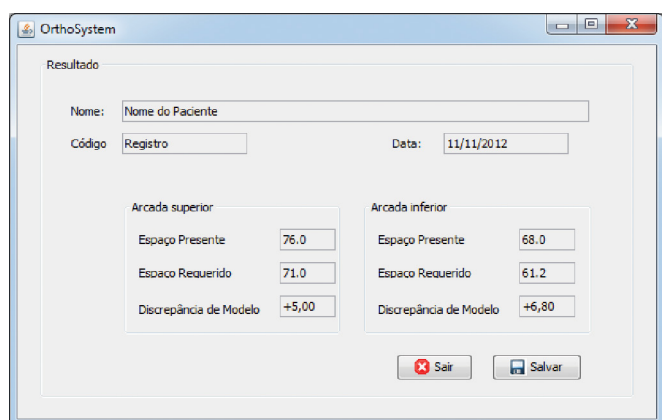 OrthoSystem
Resultado
Nome: Nome do Paciente
Código Registro Data: 11/11/2012
Arcada superior
Espaço Presente 76.0
Espaço Requerido 71.0
Discrepância de Modelo +5,00
Arcada inferior
Espaço Presente 68.0
Espaço Requerido 61.2
Discrepância de Modelo +6,80
Sair Salvar